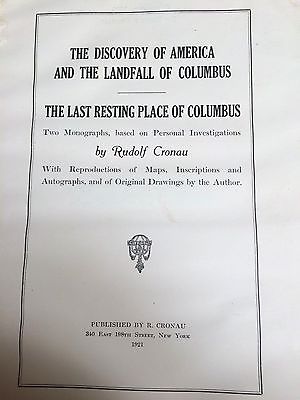 THE DISCOVERY OF AMERICA
AND THE LANDFALL OF COLUMBUS
THE LAST RESTING PLACE OF COLUMBUS
Two Monographs, based on Personal Investigations
by Rudolf Cronau
With Reproductions of Maps, Inscriptions and
Autographs, and of Original Drawings by the Author.
PUBLISHED BY R. CRONAU
340 EAST 198TH STREET, NEW YORK
1921